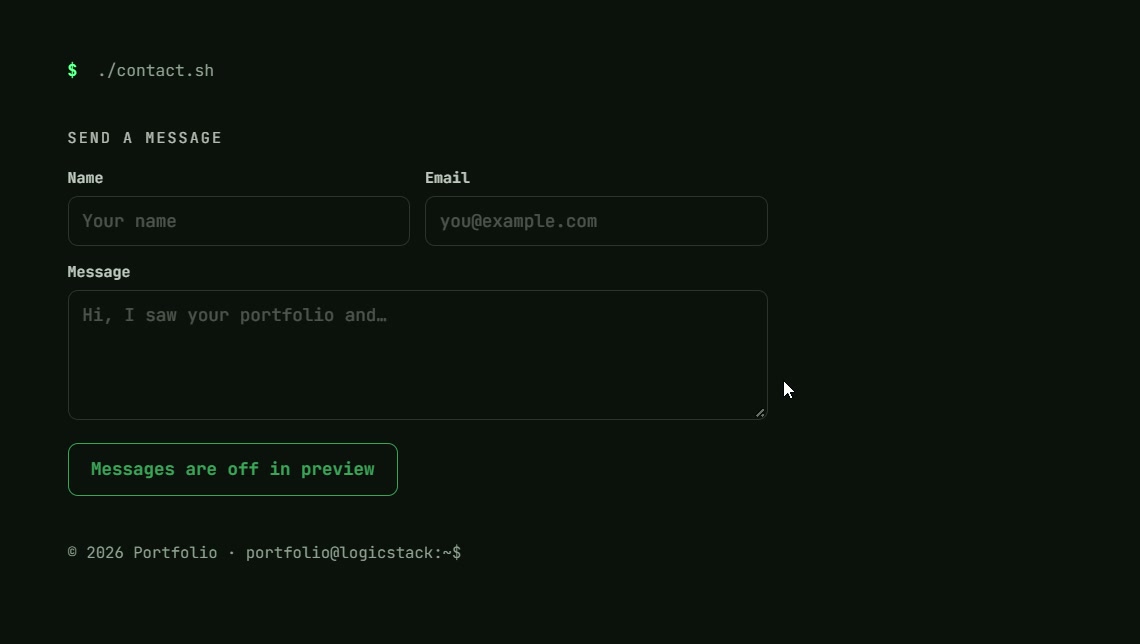 $ ./contact.sh
SEND A MESSAGE
Name
Email
Your name
you@example.com
Message
Hi, I saw your portfolio and…
Messages are off in preview
© 2026 Portfolio · portfolio@logicstack:~$